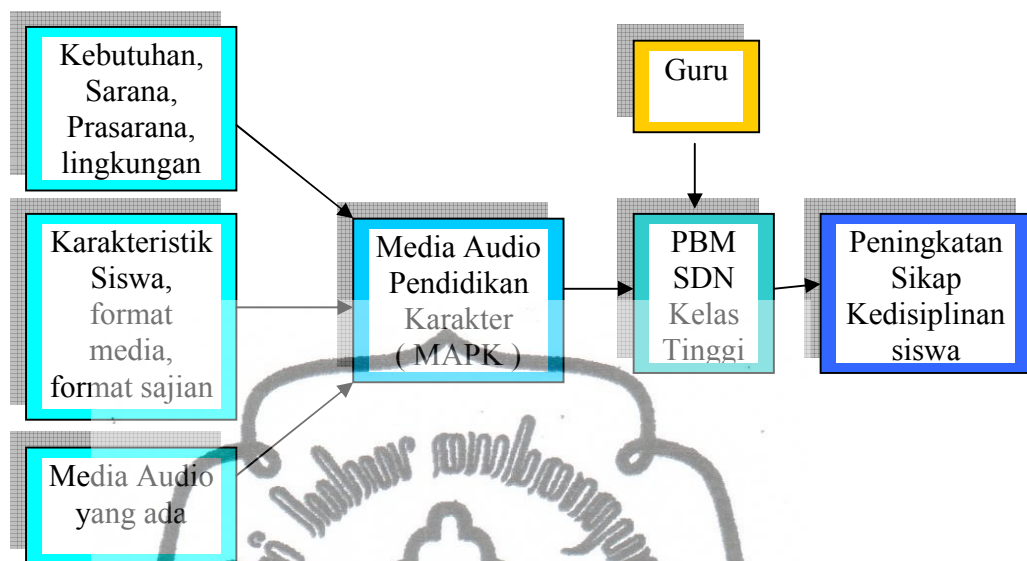 Kebutuhan,
Sarana,
Prasarana,
lingkungan
Guru
Karakteristik
Siswa,
format
media,
format sajian
Media Audio
Pendidikan
Karakter
( MAPK )
PBM
SDN
Kelas
Tinggi
Peningkatan
Sikap
Kedisiplinan
siswa
Media Audio
yang ada